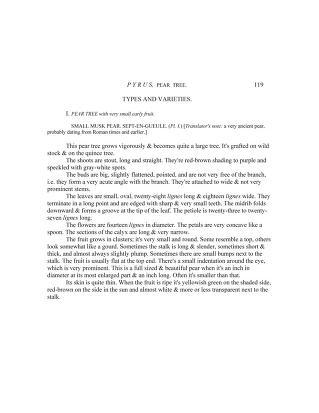 PYRUS, PEAR TREE. 119
TYPES AND VARIETIES.
I. PEAR TREE with very small early fruit.
SMALL MUSK PEAR. SEPT-EN-GUEULE. (Pl. I.) [Translator's note: a very ancient pear,
probably dating from Roman times and earlier.]
This pear tree grows vigorously & becomes quite a large tree. It's grafted on wild
stock & on the quince tree.
The shoots are stout, long and straight. They're red-brown shading to purple and
speckled with gray-white spots.
The buds are big, slightly flattened, pointed, and are not very free of the branch,
i.e. they form a very acute angle with the branch. They're attached to wide & not very
prominent stems.
The leaves are small, oval, twenty-eight lignes long & eighteen lignes wide. They
terminate in a long point and are edged with sharp & very small teeth. The midrib folds
downward & forms a groove at the tip of the leaf. The petiole is twenty-three to twenty-
seven lignes long.
The flowers are fourteen lignes in diameter. The petals are very concave like a
spoon. The sections of the calyx are long & very narrow.
The fruit grows in clusters; it's very small and round. Some resemble a top, others
look somewhat like a gourd. Sometimes the stalk is long & slender, sometimes short &
thick, and almost always slightly plump. Sometimes there are small bumps next to the
stalk. The fruit is usually flat at the top end. There's a small indentation around the eye,
which is very prominent. This is a full sized & beautiful pear when it's an inch in
diameter at its most enlarged part & an inch long. Often it's smaller than that.
Its skin is quite thin. When the fruit is ripe it's yellowish green on the shaded side,
red-brown on the side in the sun and almost white & more or less transparent next to the
stalk.